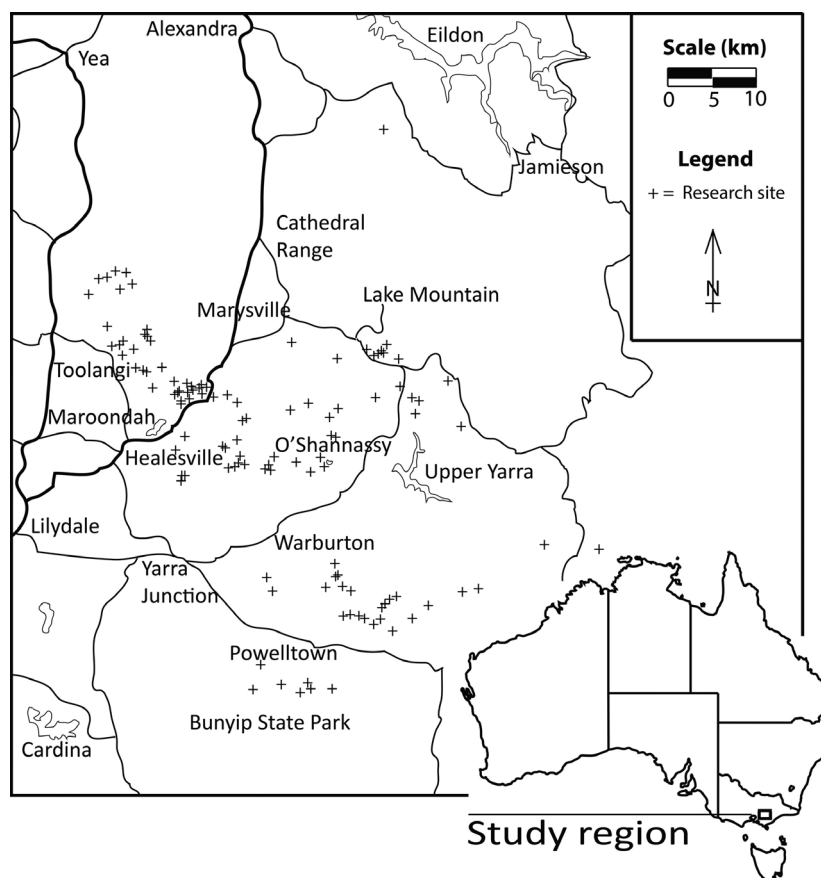 Alexandra
Eildon
Yea
Scale (km)
0 5 10
Jamieson
Legend
+ = Research site
N
Cathedral
Range
Lake Mountain
Marysville
Toolangi
Maroondah
O'Shannassy
Healesville
Upper Yarra
Lilydale
Warburton
Yarra
Junction
Powelltown
Bunyip State Park
Cardina
Study region